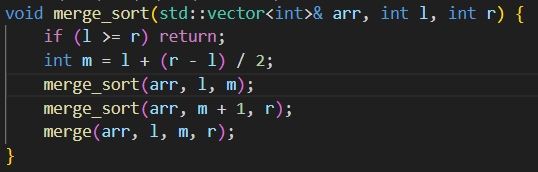 void merge_sort(std::vector<int>& arr, int l, int r) {
    if (l >= r) return;
    int m = l + (r - l) / 2;
    merge_sort(arr, l, m);
    merge_sort(arr, m + 1, r);
    merge(arr, l, m, r);
}